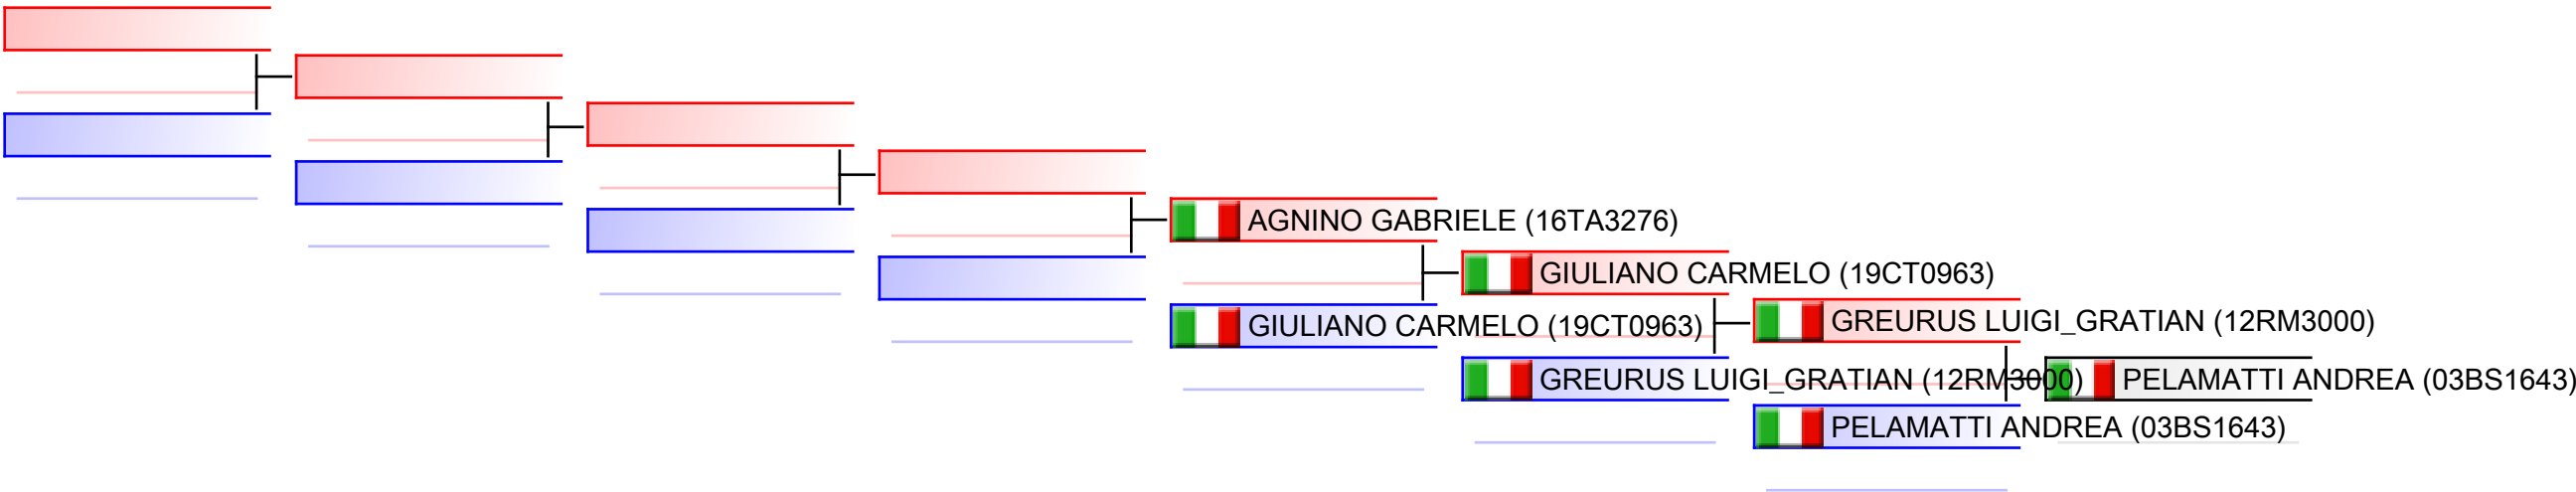 AGNINO GABRIELE (16TA3276)
GIULIANO CARMELO (19CT0963)
GIULIANO CARMELO (19CT0963)
GREURUS LUIGI_GRATIAN (12RM3000)
GREURUS LUIGI_GRATIAN (12RM3000)
PELAMATTI ANDREA (03BS1643)
PELAMATTI ANDREA (03BS1643)